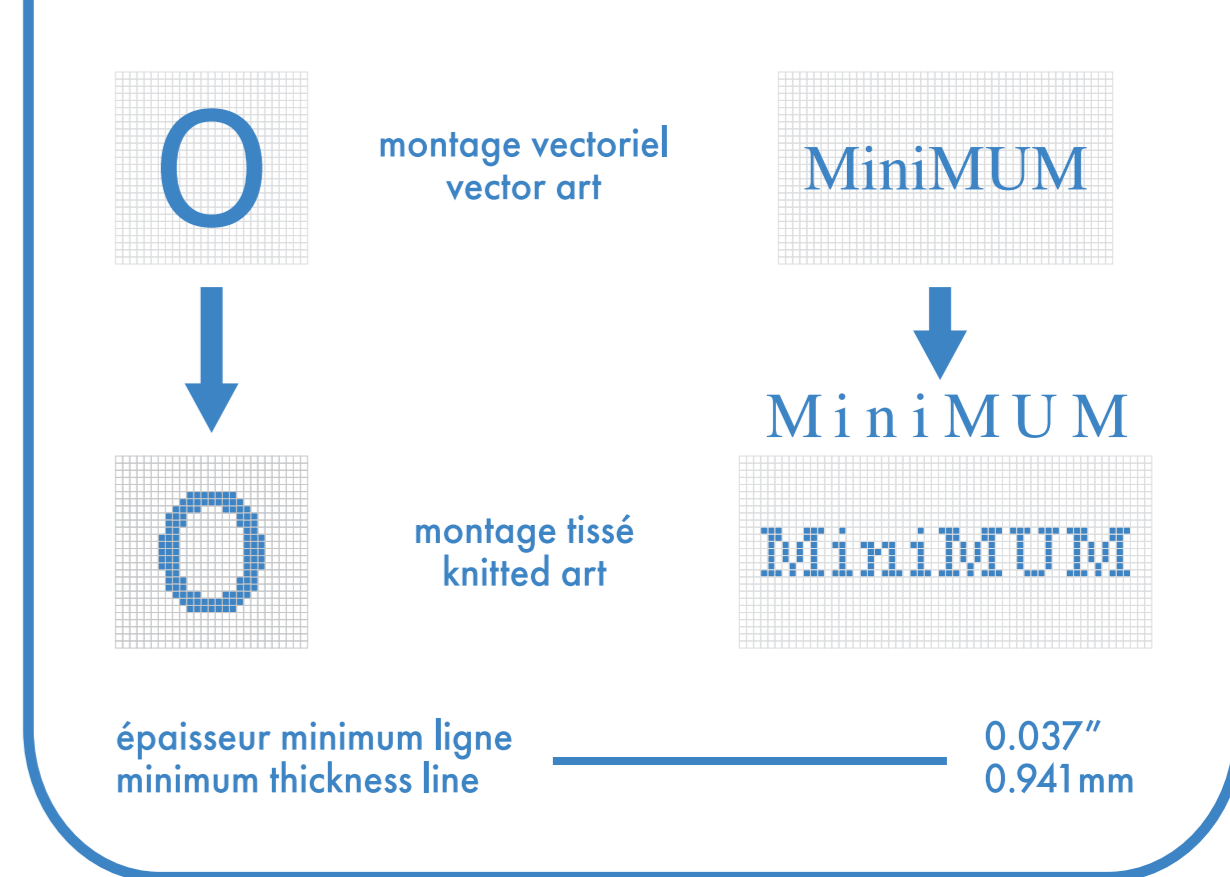 O
montage vectoriel
vector art
MiniMUM
MiniMUM
O
montage tissé
knitted art
MiniMUM
épaisseur minimum ligne
minimum thickness line
0.037″
0.941mm